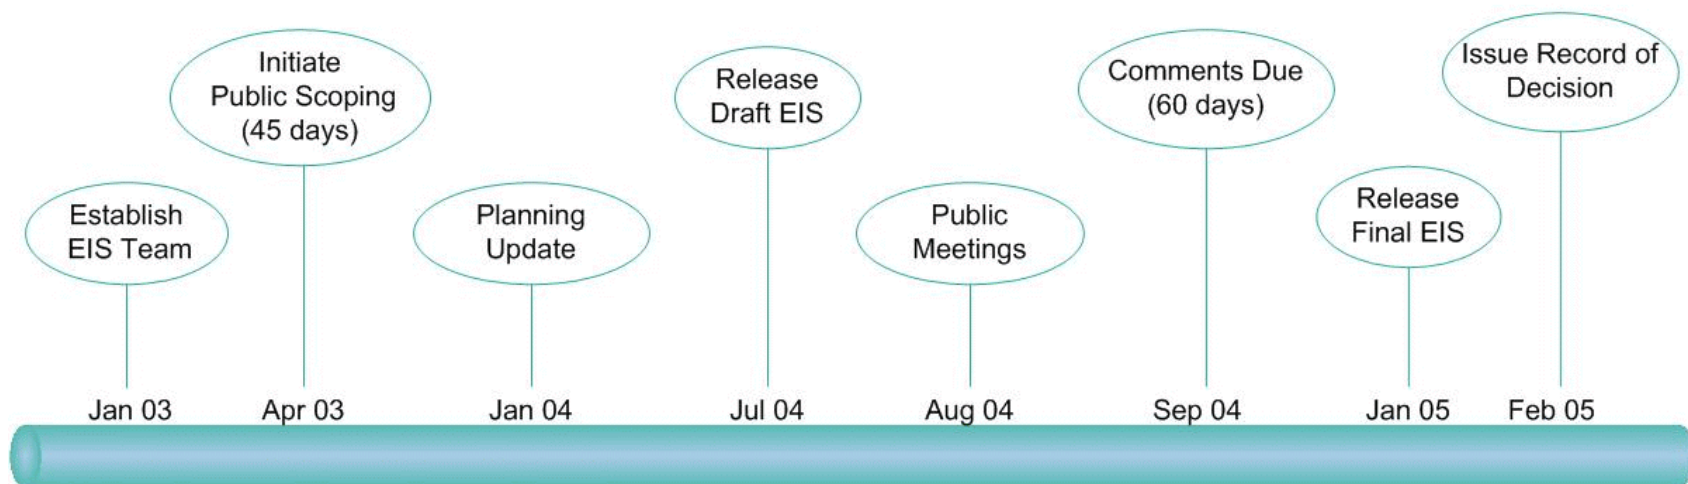 Establish
EIS Team
Jan 03
Initiate
Public Scoping
(45 days)
Apr 03
Planning
Update
Jan 04
Release
Draft EIS
Jul 04
Public
Meetings
Aug 04
Comments Due
(60 days)
Sep 04
Release
Final EIS
Jan 05
Issue Record of
Decision
Feb 05